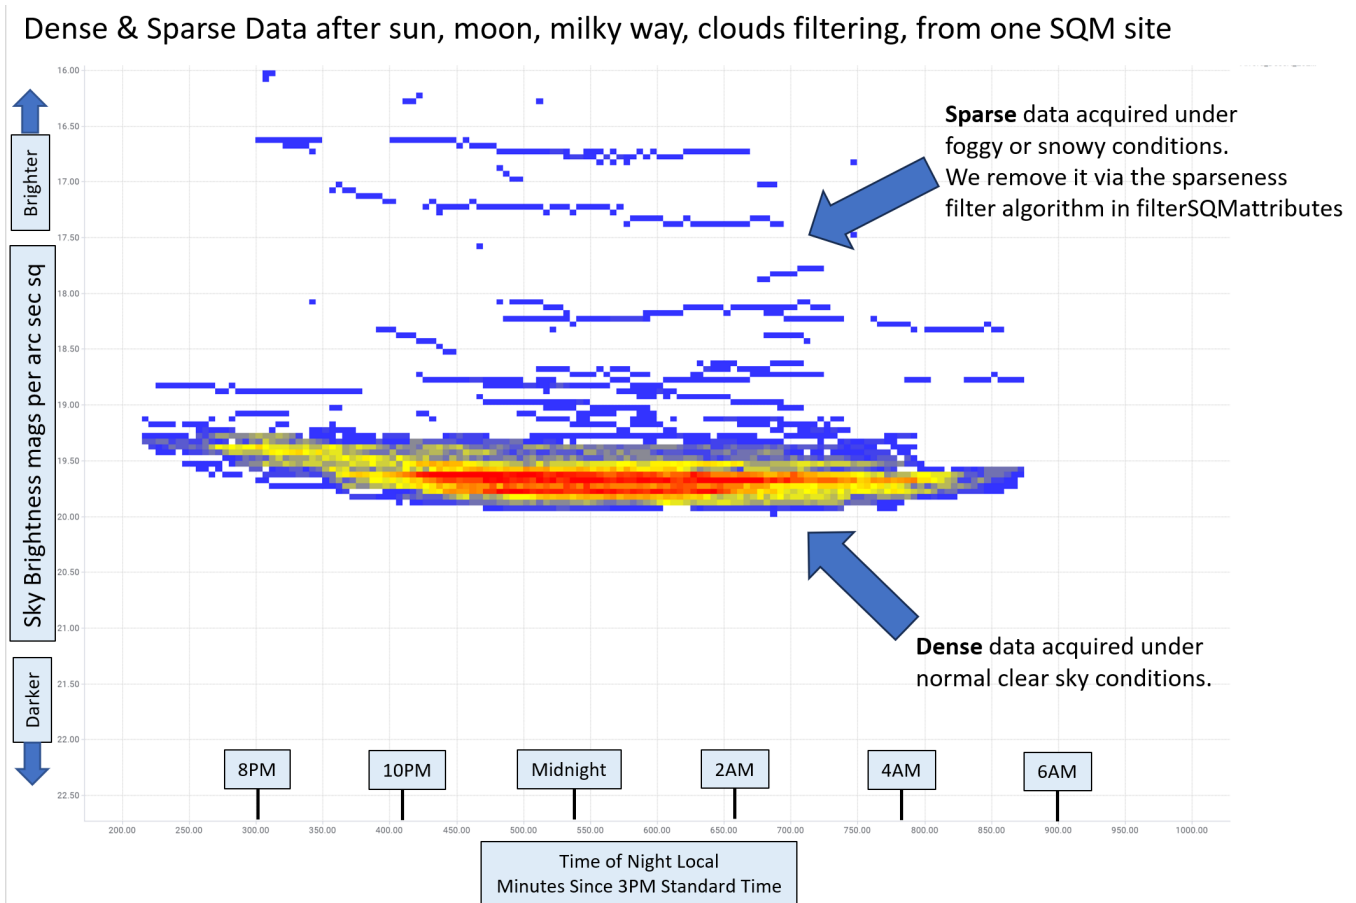 Dense & Sparse Data after sun, moon, milky way, clouds filtering, from one SQM site
Brighter
Sky Brightness mags per arc sec sq
Darker
16.00
16.50
17.00
17.50
18.00
18.50
19.00
19.50
20.00
20.50
21.00
21.50
22.00
22.50
Sparse data acquired under
foggy or snowy conditions.
We remove it via the sparseness
filter algorithm in filterSQMattributes
Dense data acquired under
normal clear sky conditions.
8PM
10PM
Midnight
2AM
4AM
6AM
200.00
250.00
300.00
350.00
400.00
450.00
500.00
550.00
600.00
650.00
700.00
750.00
800.00
850.00
900.00
950.00
1000.00
Time of Night Local
Minutes Since 3PM Standard Time